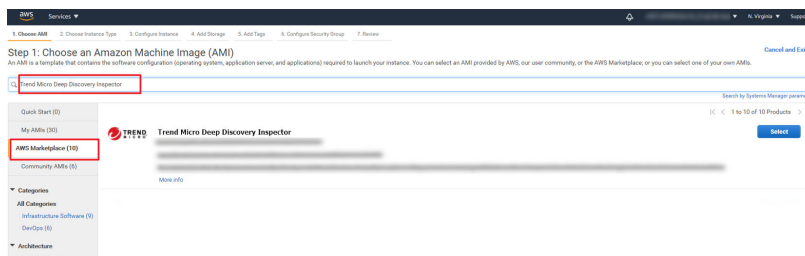 aws Services ▼ N. Virginia ▼ Suppo
1. Choose AMI 2. Choose Instance Type 3. Configure Instance 4. Add Storage 5. Add Tags 6. Configure Security Group 7. Review
Step 1: Choose an Amazon Machine Image (AMI)
Cancel and Exi
An AMI is a template that contains the software configuration (operating system, application server, and applications) required to launch your instance. You can select an AMI provided by AWS, our user community, or the AWS Marketplace; or you can select one of your own AMIs.
Trend Micro Deep Discovery Inspector
Search by Systems Manager param
Quick Start (0)
1 to 10 of 10 Products
My AMIs (30)
TREND MICRO
Trend Micro Deep Discovery Inspector
Select
AWS Marketplace (10)
Community AMIs (6)
More info
Categories
All Categories
Infrastructure Software (9)
DevOps (6)
Architecture